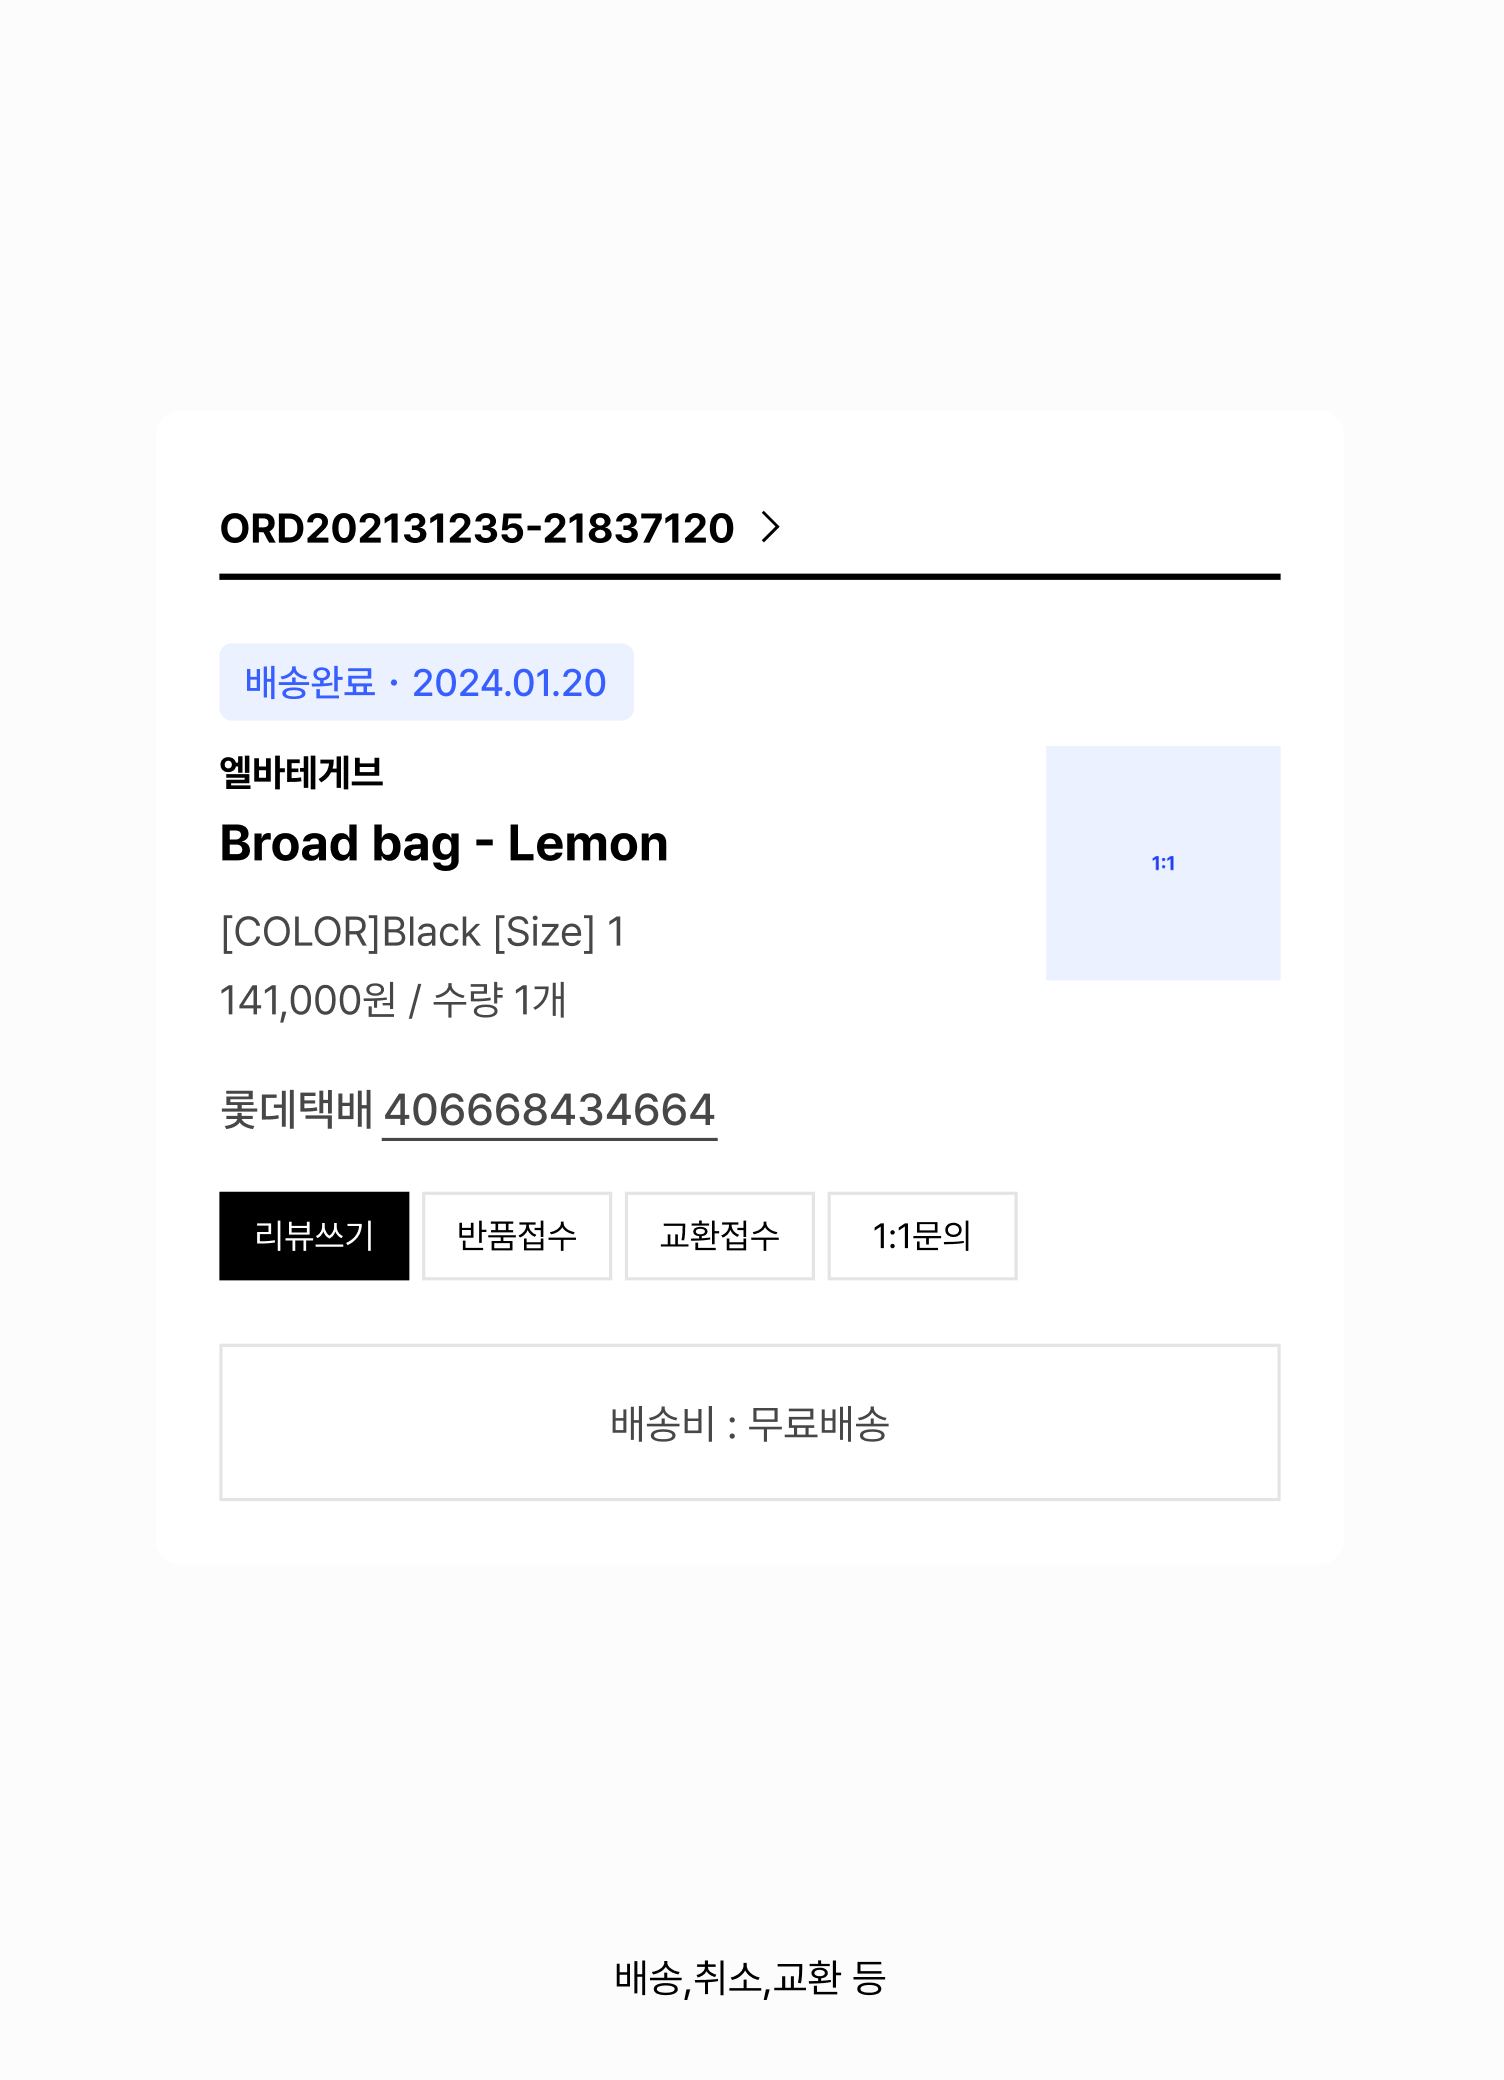 ORD202131235-21837120
배송완료 · 2024.01.20
엘바테게브
Broad bag - Lemon
[COLOR]Black [Size] 1
141,000원 / 수량 1개
1:1
롯데택배 406668434664
리뷰쓰기 반품접수 교환접수 1:1문의
배송비 : 무료배송
배송,취소,교환 등